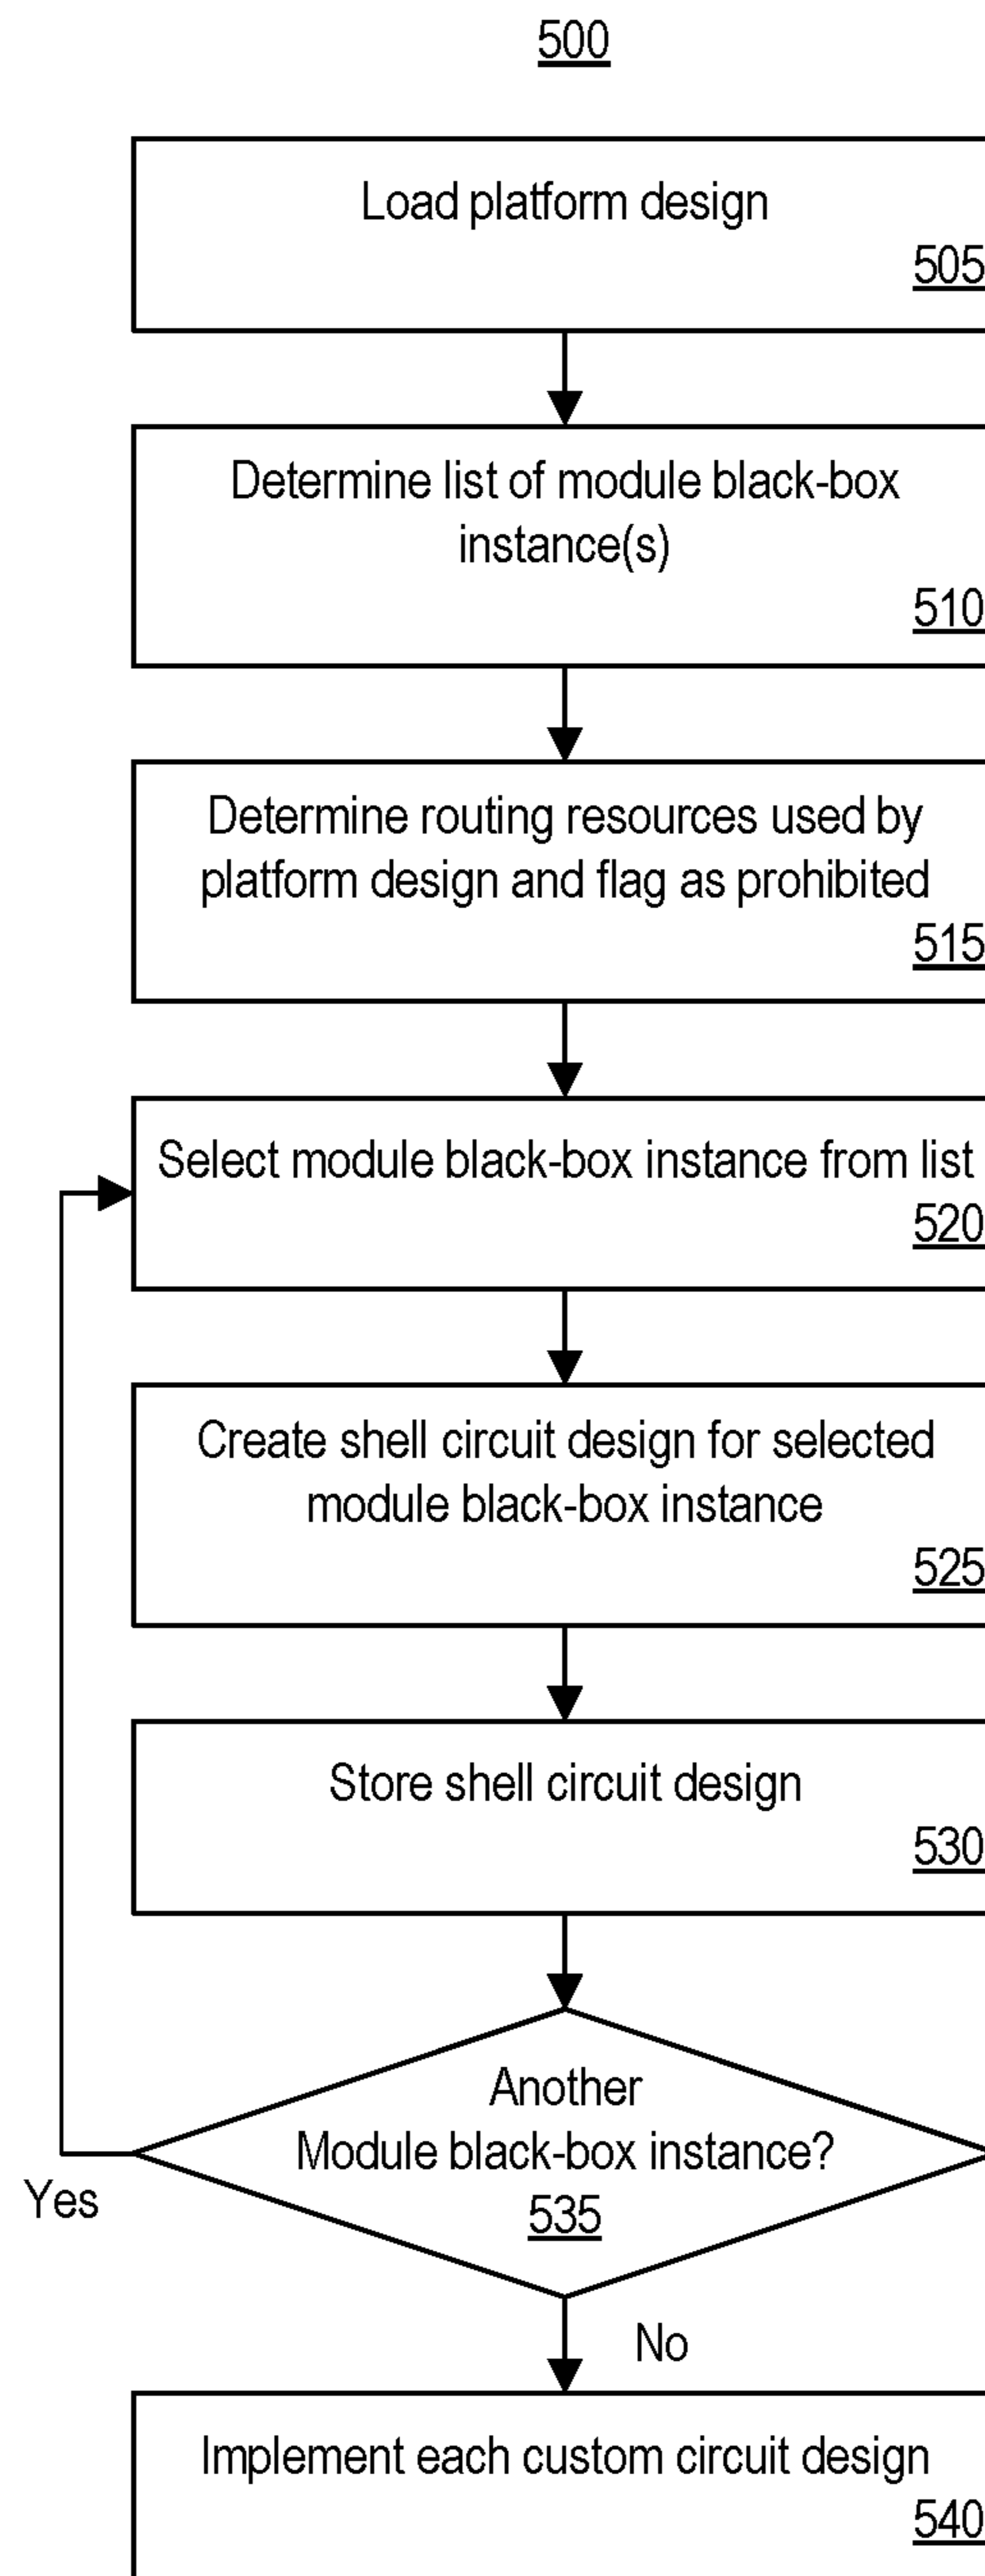 500
Load platform design
505
Determine list of module black-box
instance(s)
510
Determine routing resources used by
platform design and flag as prohibited
515
Select module black-box instance from list
520
Create shell circuit design for selected
module black-box instance
525
Store shell circuit design
530
Another
Module black-box instance?
535
Yes
No
Implement each custom circuit design
540